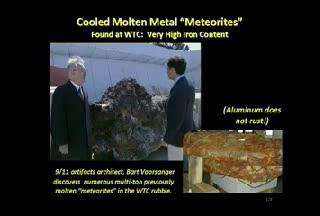 Cooled Molten Metal "Meteorites"
Found at WTC: Very High Iron Content
(Aluminum does
not rust!)
9/11 artifacts architect, Bart Voorsanger
discovers numerous multi-ton previously
molten "meteorites" in the WTC rubble.